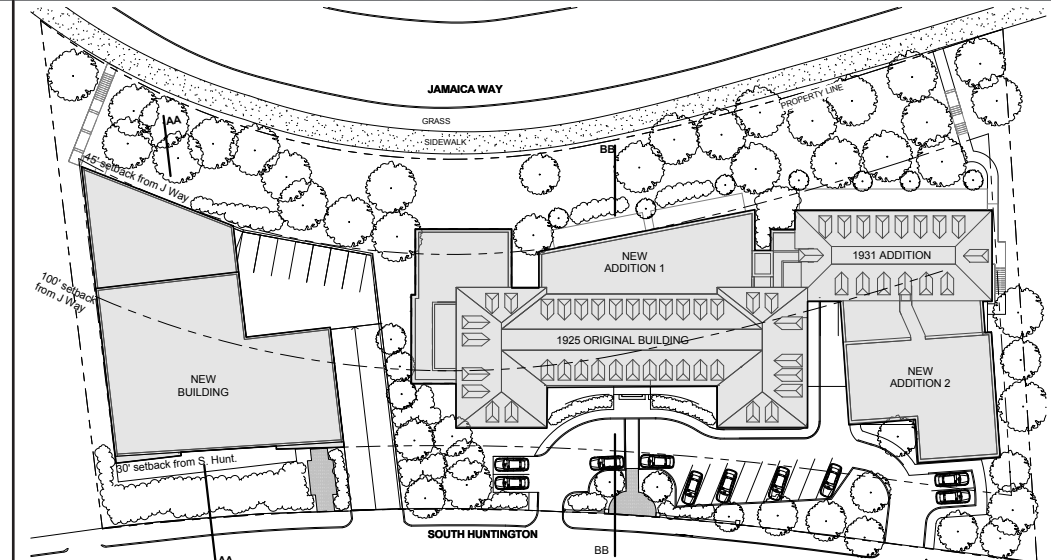 JAMAICA WAY
GRASS
SIDEWALK
PROPERTY LINE
AA
BB
45' setback from J Way
100' setback
from J Way
NEW
ADDITION 1
1931 ADDITION
1925 ORIGINAL BUILDING
NEW
BUILDING
NEW
ADDITION 2
30' setback from S. Hunt.
SOUTH HUNTINGTON
AA
BB